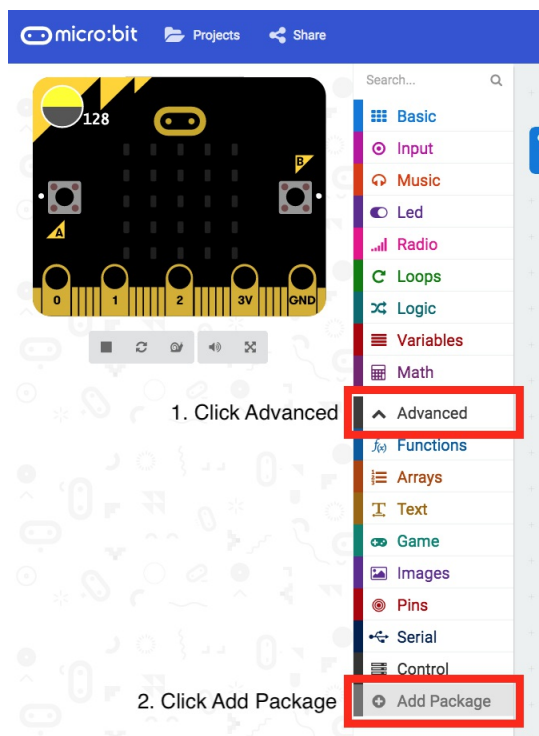 micro:bit Projects Share
Search...
128
Basic
Input
Music
B
Led
A
Radio
Loops
0 1 2 3V GND
Logic
Variables
Math
1. Click Advanced
Advanced
f(x) Functions
Arrays
Text
Game
Images
Pins
Serial
Control
2. Click Add Package
Add Package